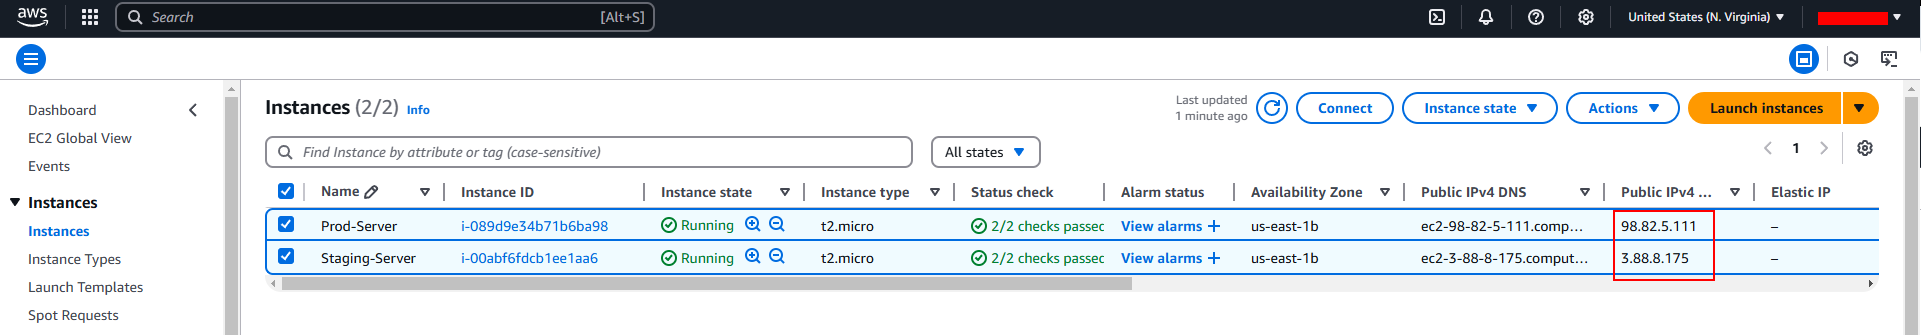 aws Search [Alt+S] United States (N. Virginia)
Dashboard
EC2 Global View
Events
Instances
Instances
Instance Types
Launch Templates
Spot Requests
Instances (2/2) Info
Last updated
1 minute ago
Connect Instance state Actions Launch instances
Find Instance by attribute or tag (case-sensitive) All states 1
Name Instance ID Instance state Instance type Status check Alarm status Availability Zone Public IPv4 DNS Public IPv4 ... Elastic IP
Prod-Server i-089d9e34b71b6ba98 Running t2.micro 2/2 checks passec View alarms + us-east-1b ec2-98-82-5-111.comp... 98.82.5.111 –
Staging-Server i-00abf6fdcb1ee1aa6 Running t2.micro 2/2 checks passec View alarms + us-east-1b ec2-3-88-8-175.comput... 3.88.8.175 –